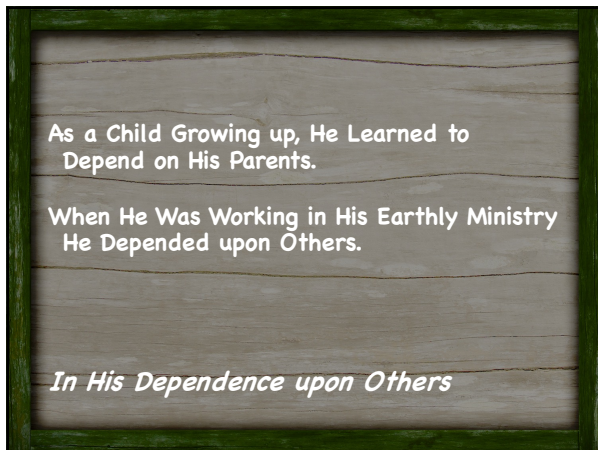 As a Child Growing up, He Learned to
Depend on His Parents.
When He Was Working in His Earthly Ministry
He Depended upon Others.
In His Dependence upon Others